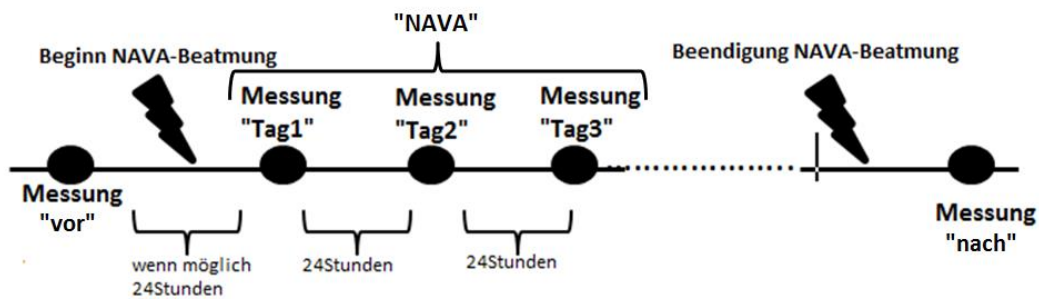 "NAVA"
Beginn NAVA-Beatmung
Beendigung NAVA-Beatmung
Messung
"Tag1"
Messung
"Tag2"
Messung
"Tag3"
Messung
"vor"
Messung
"nach"
wenn möglich
24Stunden
24Stunden
24Stunden